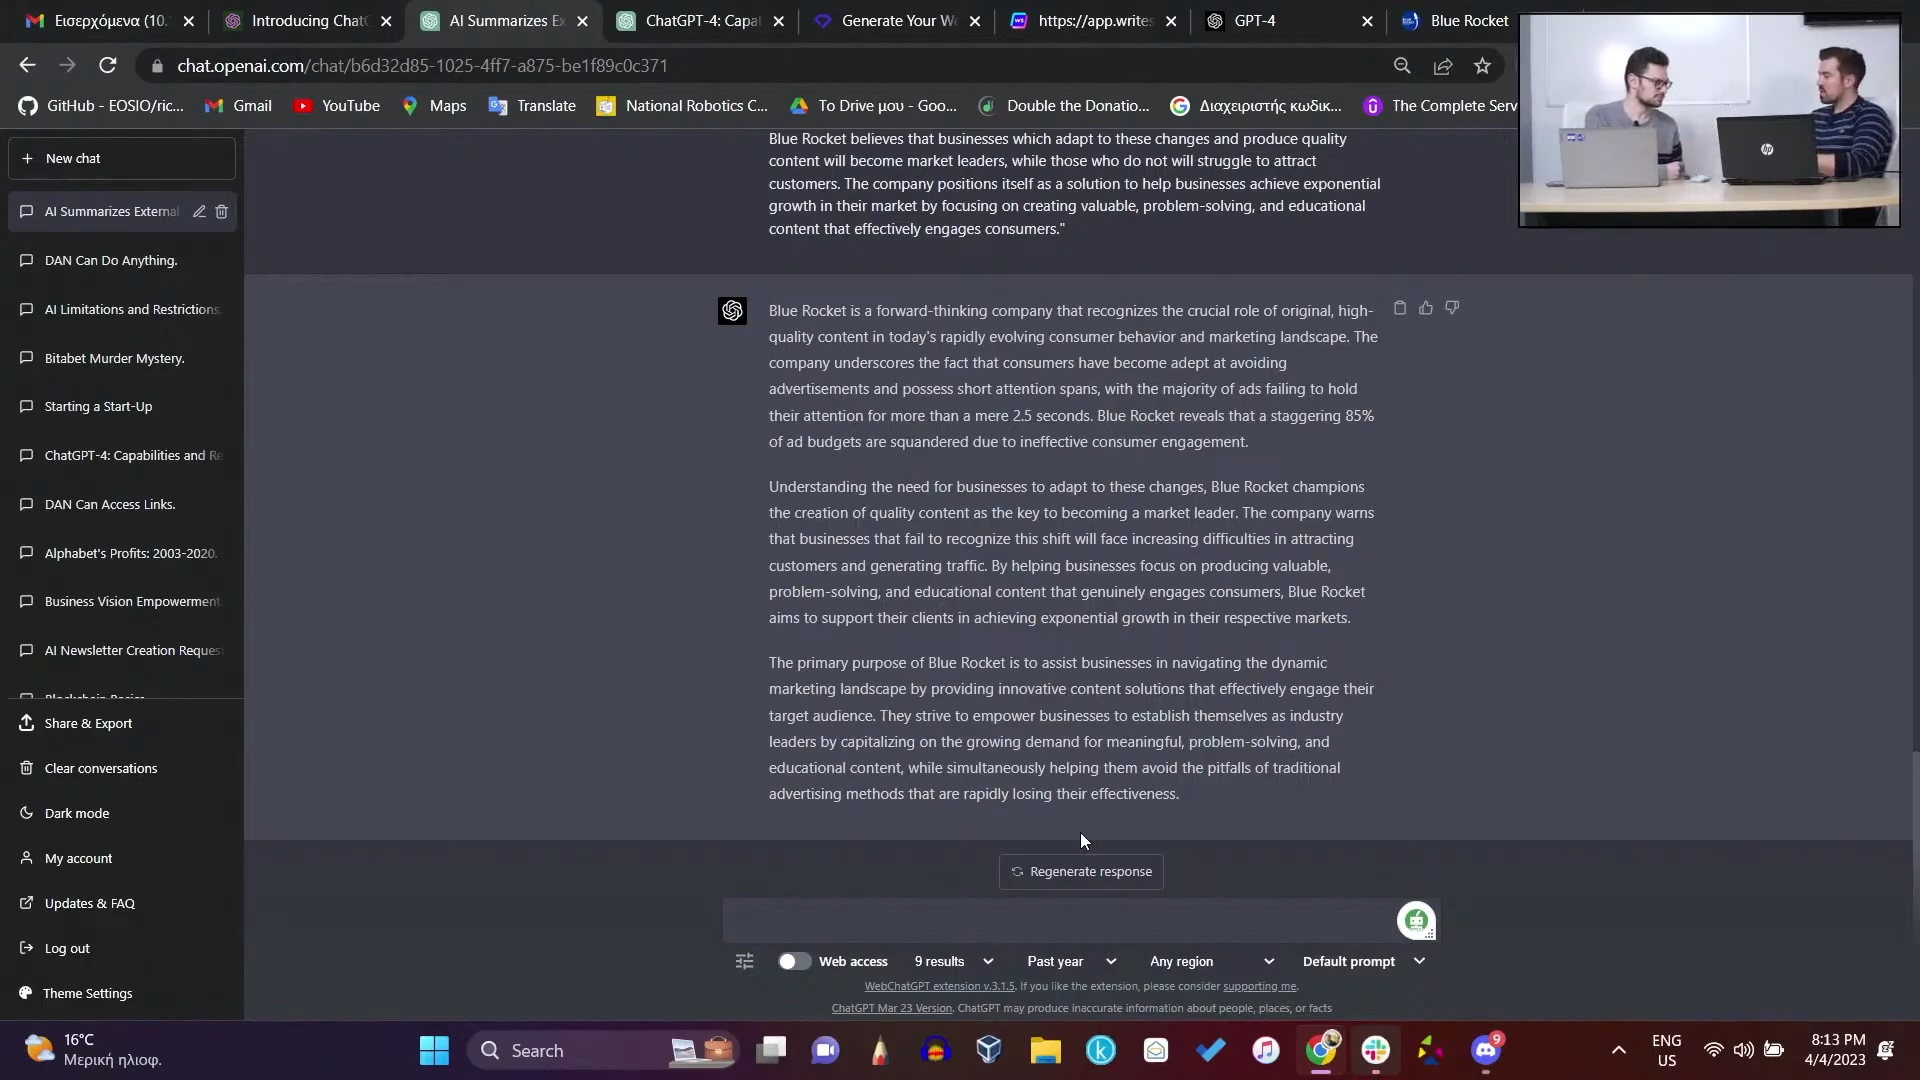 Εισερχόμενα (10.
Introducing Chat
AI Summarizes Ex
ChatGPT-4: Capa
Generate Your W
https://app.writes
GPT-4
Blue Rocket
chat.openai.com/chat/b6d32d85-1025-4ff7-a875-be1f89c0c371
GitHub - EOSIO/ric...
Gmail
YouTube
Maps
Translate
National Robotics C...
To Drive μου - Goo...
Double the Donatio...
Διαχειριστής κωδικ...
The Complete Serv
New chat
AI Summarizes External
DAN Can Do Anything.
AI Limitations and Restrictions.
Bitabet Murder Mystery.
Starting a Start-Up
ChatGPT-4: Capabilities and Re
DAN Can Access Links.
Alphabet's Profits: 2003-2020.
Business Vision Empowerment.
AI Newsletter Creation Reques
Blockchain Basics
Share & Export
Clear conversations
Dark mode
My account
Updates & FAQ
Log out
Theme Settings
Blue Rocket believes that businesses which adapt to these changes and produce quality
content will become market leaders, while those who do not will struggle to attract
customers. The company positions itself as a solution to help businesses achieve exponential
growth in their market by focusing on creating valuable, problem-solving, and educational
content that effectively engages consumers."
Blue Rocket is a forward-thinking company that recognizes the crucial role of original, high-
quality content in today's rapidly evolving consumer behavior and marketing landscape. The
company underscores the fact that consumers have become adept at avoiding
advertisements and possess short attention spans, with the majority of ads failing to hold
their attention for more than a mere 2.5 seconds. Blue Rocket reveals that a staggering 85%
of ad budgets are squandered due to ineffective consumer engagement.
Understanding the need for businesses to adapt to these changes, Blue Rocket champions
the creation of quality content as the key to becoming a market leader. The company warns
that businesses that fail to recognize this shift will face increasing difficulties in attracting
customers and generating traffic. By helping businesses focus on producing valuable,
problem-solving, and educational content that genuinely engages consumers, Blue Rocket
aims to support their clients in achieving exponential growth in their respective markets.
The primary purpose of Blue Rocket is to assist businesses in navigating the dynamic
marketing landscape by providing innovative content solutions that effectively engage their
target audience. They strive to empower businesses to establish themselves as industry
leaders by capitalizing on the growing demand for meaningful, problem-solving, and
educational content, while simultaneously helping them avoid the pitfalls of traditional
advertising methods that are rapidly losing their effectiveness.
Regenerate response
Web access
9 results
Past year
Any region
Default prompt
WebChatGPT extension v.3.1.5. If you like the extension, please consider supporting me.
ChatGPT Mar 23 Version. ChatGPT may produce inaccurate information about people, places, or facts
16°C
Μερική ηλιοφ.
Search
9
ENG
US
8:13 PM
4/4/2023